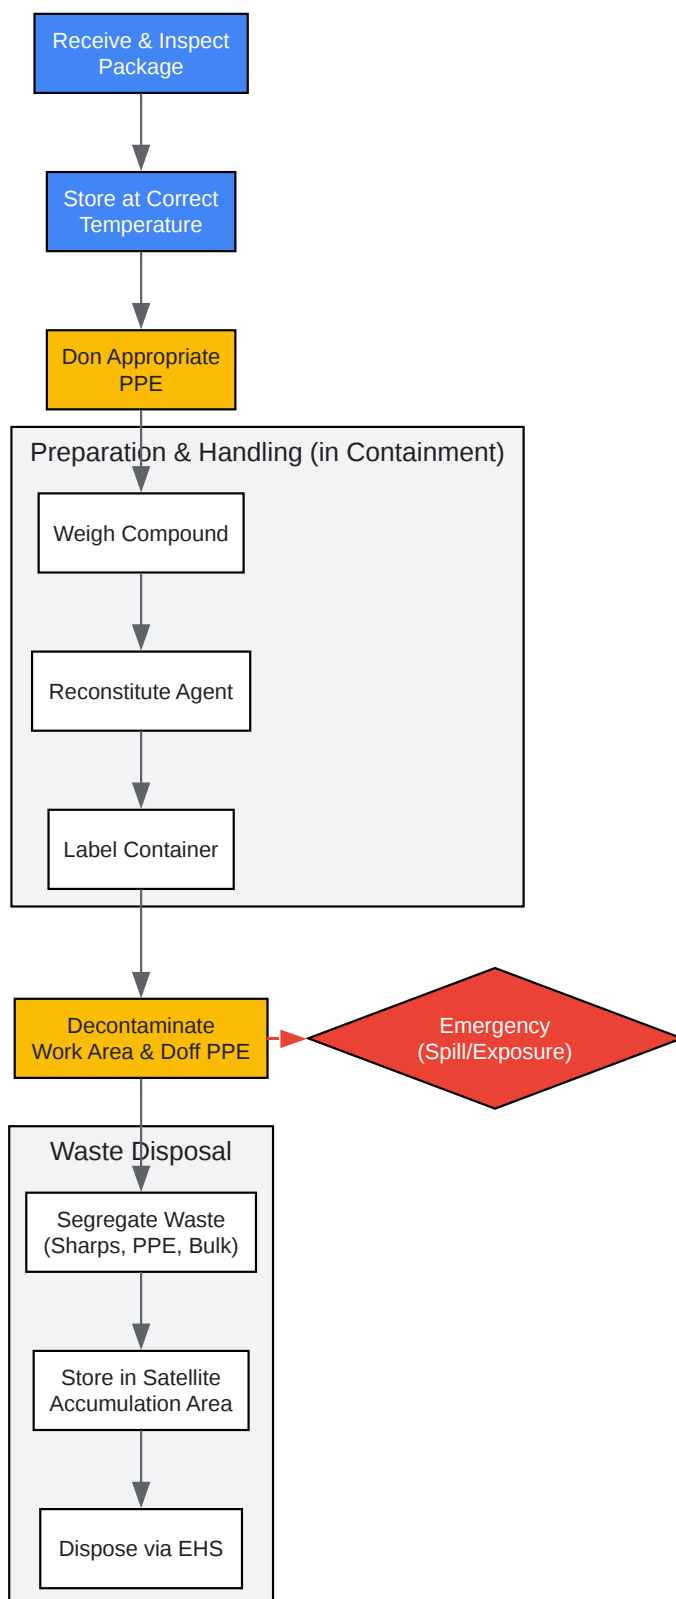 Receive & Inspect
Package
Store at Correct
Temperature
Don Appropriate
PPE
Preparation & Handling (in Containment)
Weigh Compound
Reconstitute Agent
Label Container
Decontaminate
Work Area & Doff PPE
Emergency
(Spill/Exposure)
Waste Disposal
Segregate Waste
(Sharps, PPE, Bulk)
Store in Satellite
Accumulation Area
Dispose via EHS